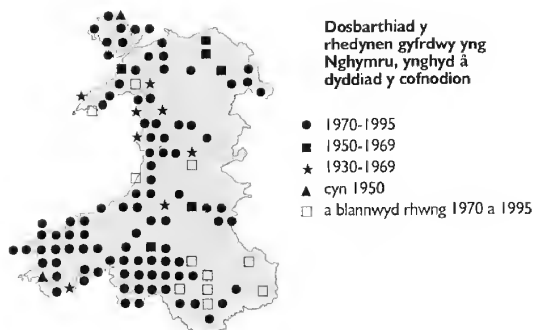 Dosbarthiad y
rhedynen gyfrdwy yng
Nghymru, ynghyd â
dyddiad y cofnodion
1970-1995
1950-1969
1930-1969
cyn 1950
a blannwyd rhwng 1970 a 1995